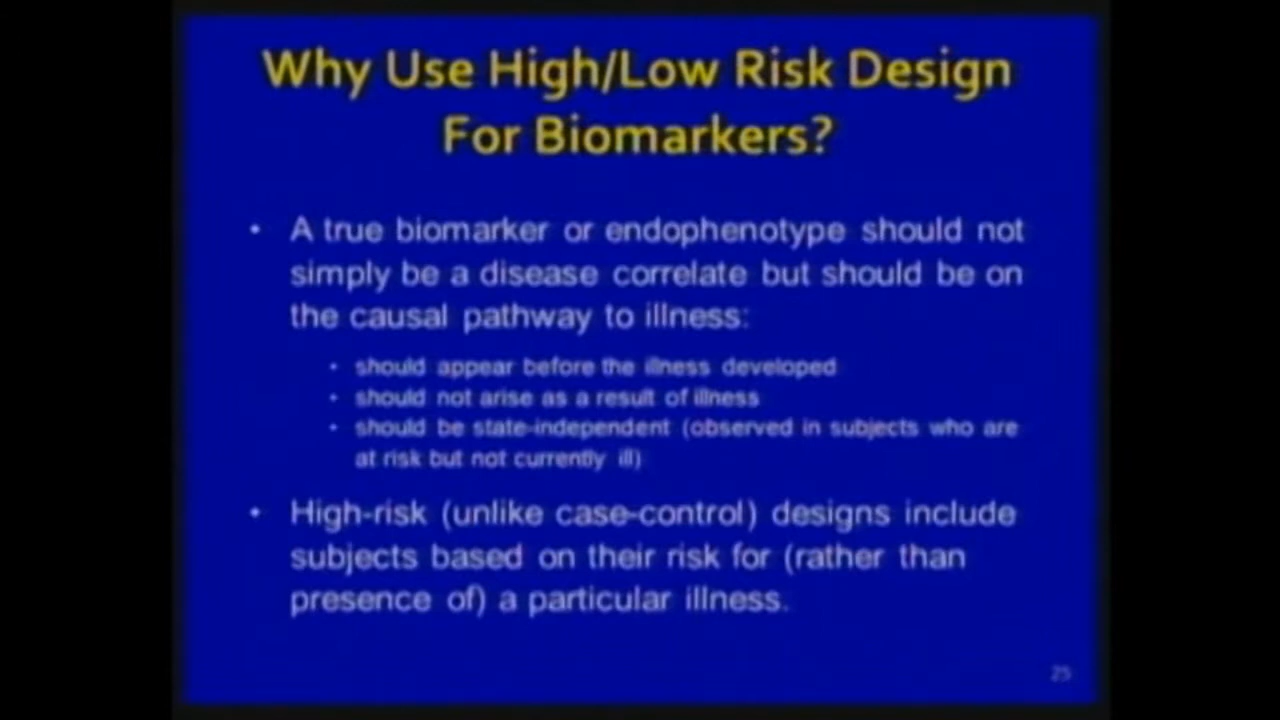 Why Use High/Low Risk Design
For Biomarkers?
• A true biomarker or endophenotype should not
simply be a disease correlate but should be on
the causal pathway to illness:
• should appear before the illness developed
• should not arise as a result of illness
• should be state-independent (observed in subjects who are
at risk but not currently ill)
• High-risk (unlike case-control) designs include
subjects based on their risk for (rather than
presence of) a particular illness.
25